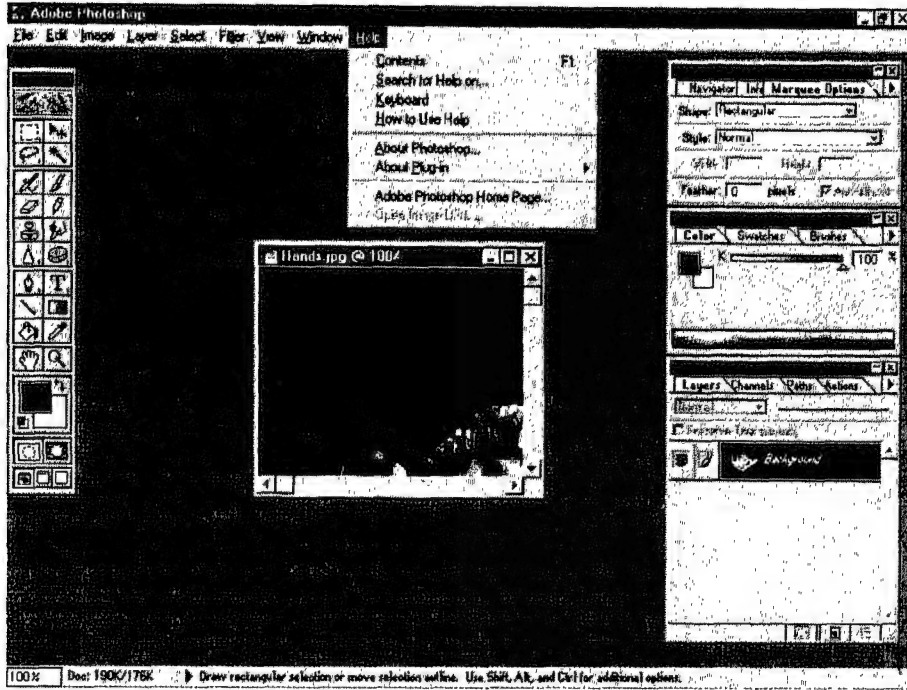 Adobe Photoshop
File Edit Image Layer Select Filter View Window Help
Contents F1
Search for Help on...
Keyboard
How to Use Help
About Photoshop...
About Plug-in
Adobe Photoshop Home Page...
Navigator Info Marquee Options
Shape: Rectangular
Style: Normal
Feather: 0 pixels
Color Swatches Brushes
K 100 %
Hands.jpg @ 100%
Layers Channels Paths Actions
Normal
Background
100% Doc: 190K/176K Draw rectangular selection or move selection outline. Use Shift, Alt, and Ctrl for additional options.